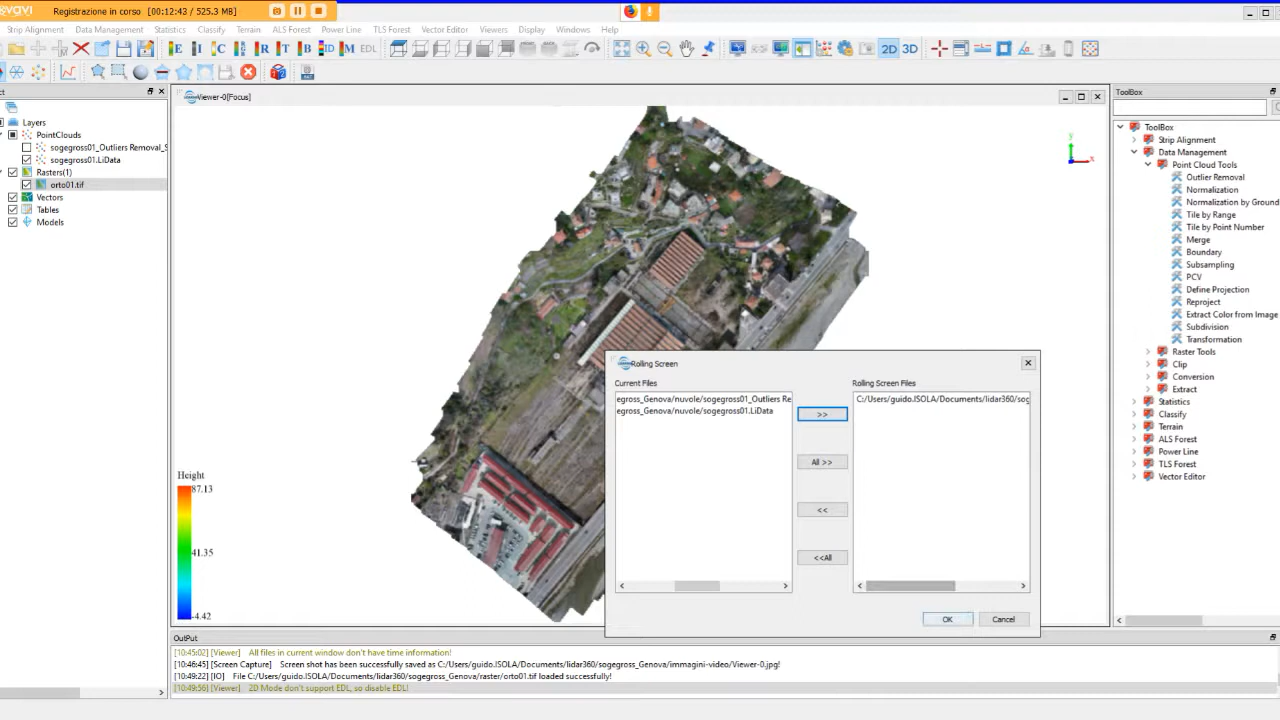 Registrazione in corso [00:12:43 / 525.3 MB]
Strip Alignment Data Management Statistics Classify Terrain ALS Forest Power Line TLS Forest Vector Editor Viewers Display Windows Help
E I C R T B ID M EDL 2D 3D
Viewer-0[Focus]
ToolBox
Layers
PointClouds
sogegross01_Outliers Removal_S
sogegross01.LiData
Rasters(1)
orto01.tif
Vectors
Tables
Models
y
x
Height
87.13
41.35
-4.42
Rolling Screen
Current Files
Rolling Screen Files
egross_Genova/nuvole/sogegross01_Outliers Re
egross_Genova/nuvole/sogegross01.LiData
C:/Users/guido.ISOLA/Documents/lidar360/sog
>>
All >>
<<
<<All
OK
Cancel
ToolBox
Strip Alignment
Data Management
Point Cloud Tools
Outlier Removal
Normalization
Normalization by Ground
Tile by Range
Tile by Point Number
Merge
Boundary
Subsampling
PCV
Define Projection
Reproject
Extract Color from Image
Subdivision
Transformation
Raster Tools
Clip
Conversion
Extract
Statistics
Classify
Terrain
ALS Forest
Power Line
TLS Forest
Vector Editor
OutPut
[10:45:02] [Viewer] All files in current window don't have time information!
[10:46:45] [Screen Capture] Screen shot has been successfully saved as C:/Users/guido.ISOLA/Documents/lidar360/sogegross_Genova/immagini-video/Viewer-0.jpg!
[10:49:22] [IO] File C:/Users/guido.ISOLA/Documents/lidar360/sogegross_Genova/raster/orto01.tif loaded successfully!
[10:49:56] [Viewer] 2D Mode don't support EDL, so disable EDL!